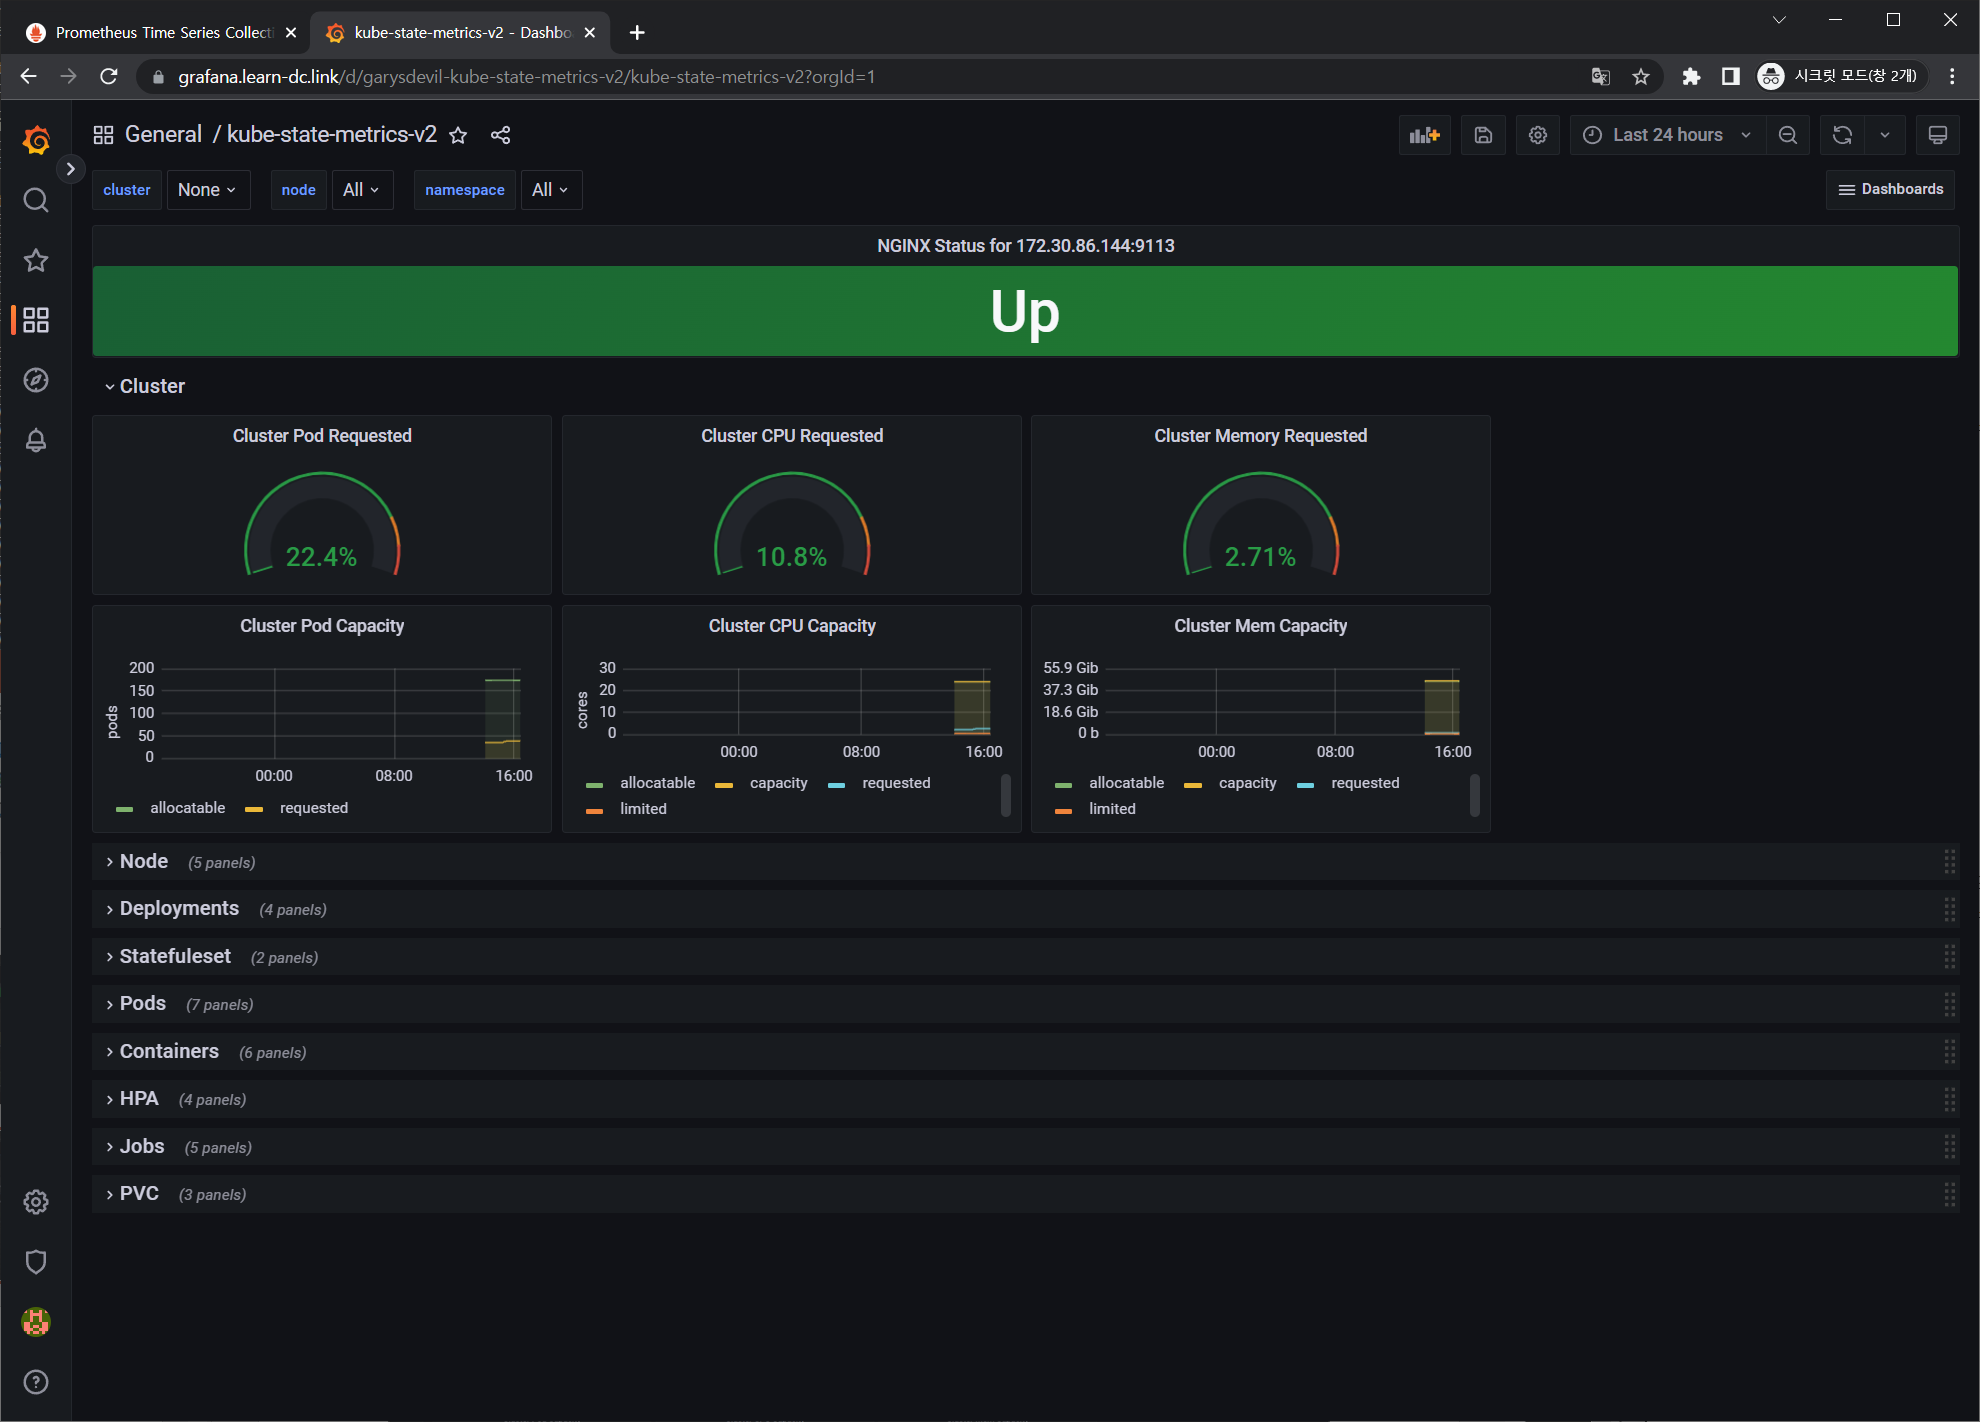 Prometheus Time Series Collecti
kube-state-metrics-v2 - Dashbo
grafana.learn-dc.link/d/garysdevil-kube-state-metrics-v2/kube-state-metrics-v2?orgId=1
시크릿 모드(창 2개)
General / kube-state-metrics-v2
Last 24 hours
cluster None node All namespace All
Dashboards
NGINX Status for 172.30.86.144:9113
Up
Cluster
Cluster Pod Requested
22.4%
Cluster CPU Requested
10.8%
Cluster Memory Requested
2.71%
Cluster Pod Capacity
pods
200
150
100
50
0
00:00 08:00 16:00
allocatable requested
Cluster CPU Capacity
cores
30
20
10
0
00:00 08:00 16:00
allocatable capacity requested
limited
Cluster Mem Capacity
55.9 Gib
37.3 Gib
18.6 Gib
0 b
00:00 08:00 16:00
allocatable capacity requested
limited
Node (5 panels)
Deployments (4 panels)
Statefuleset (2 panels)
Pods (7 panels)
Containers (6 panels)
HPA (4 panels)
Jobs (5 panels)
PVC (3 panels)